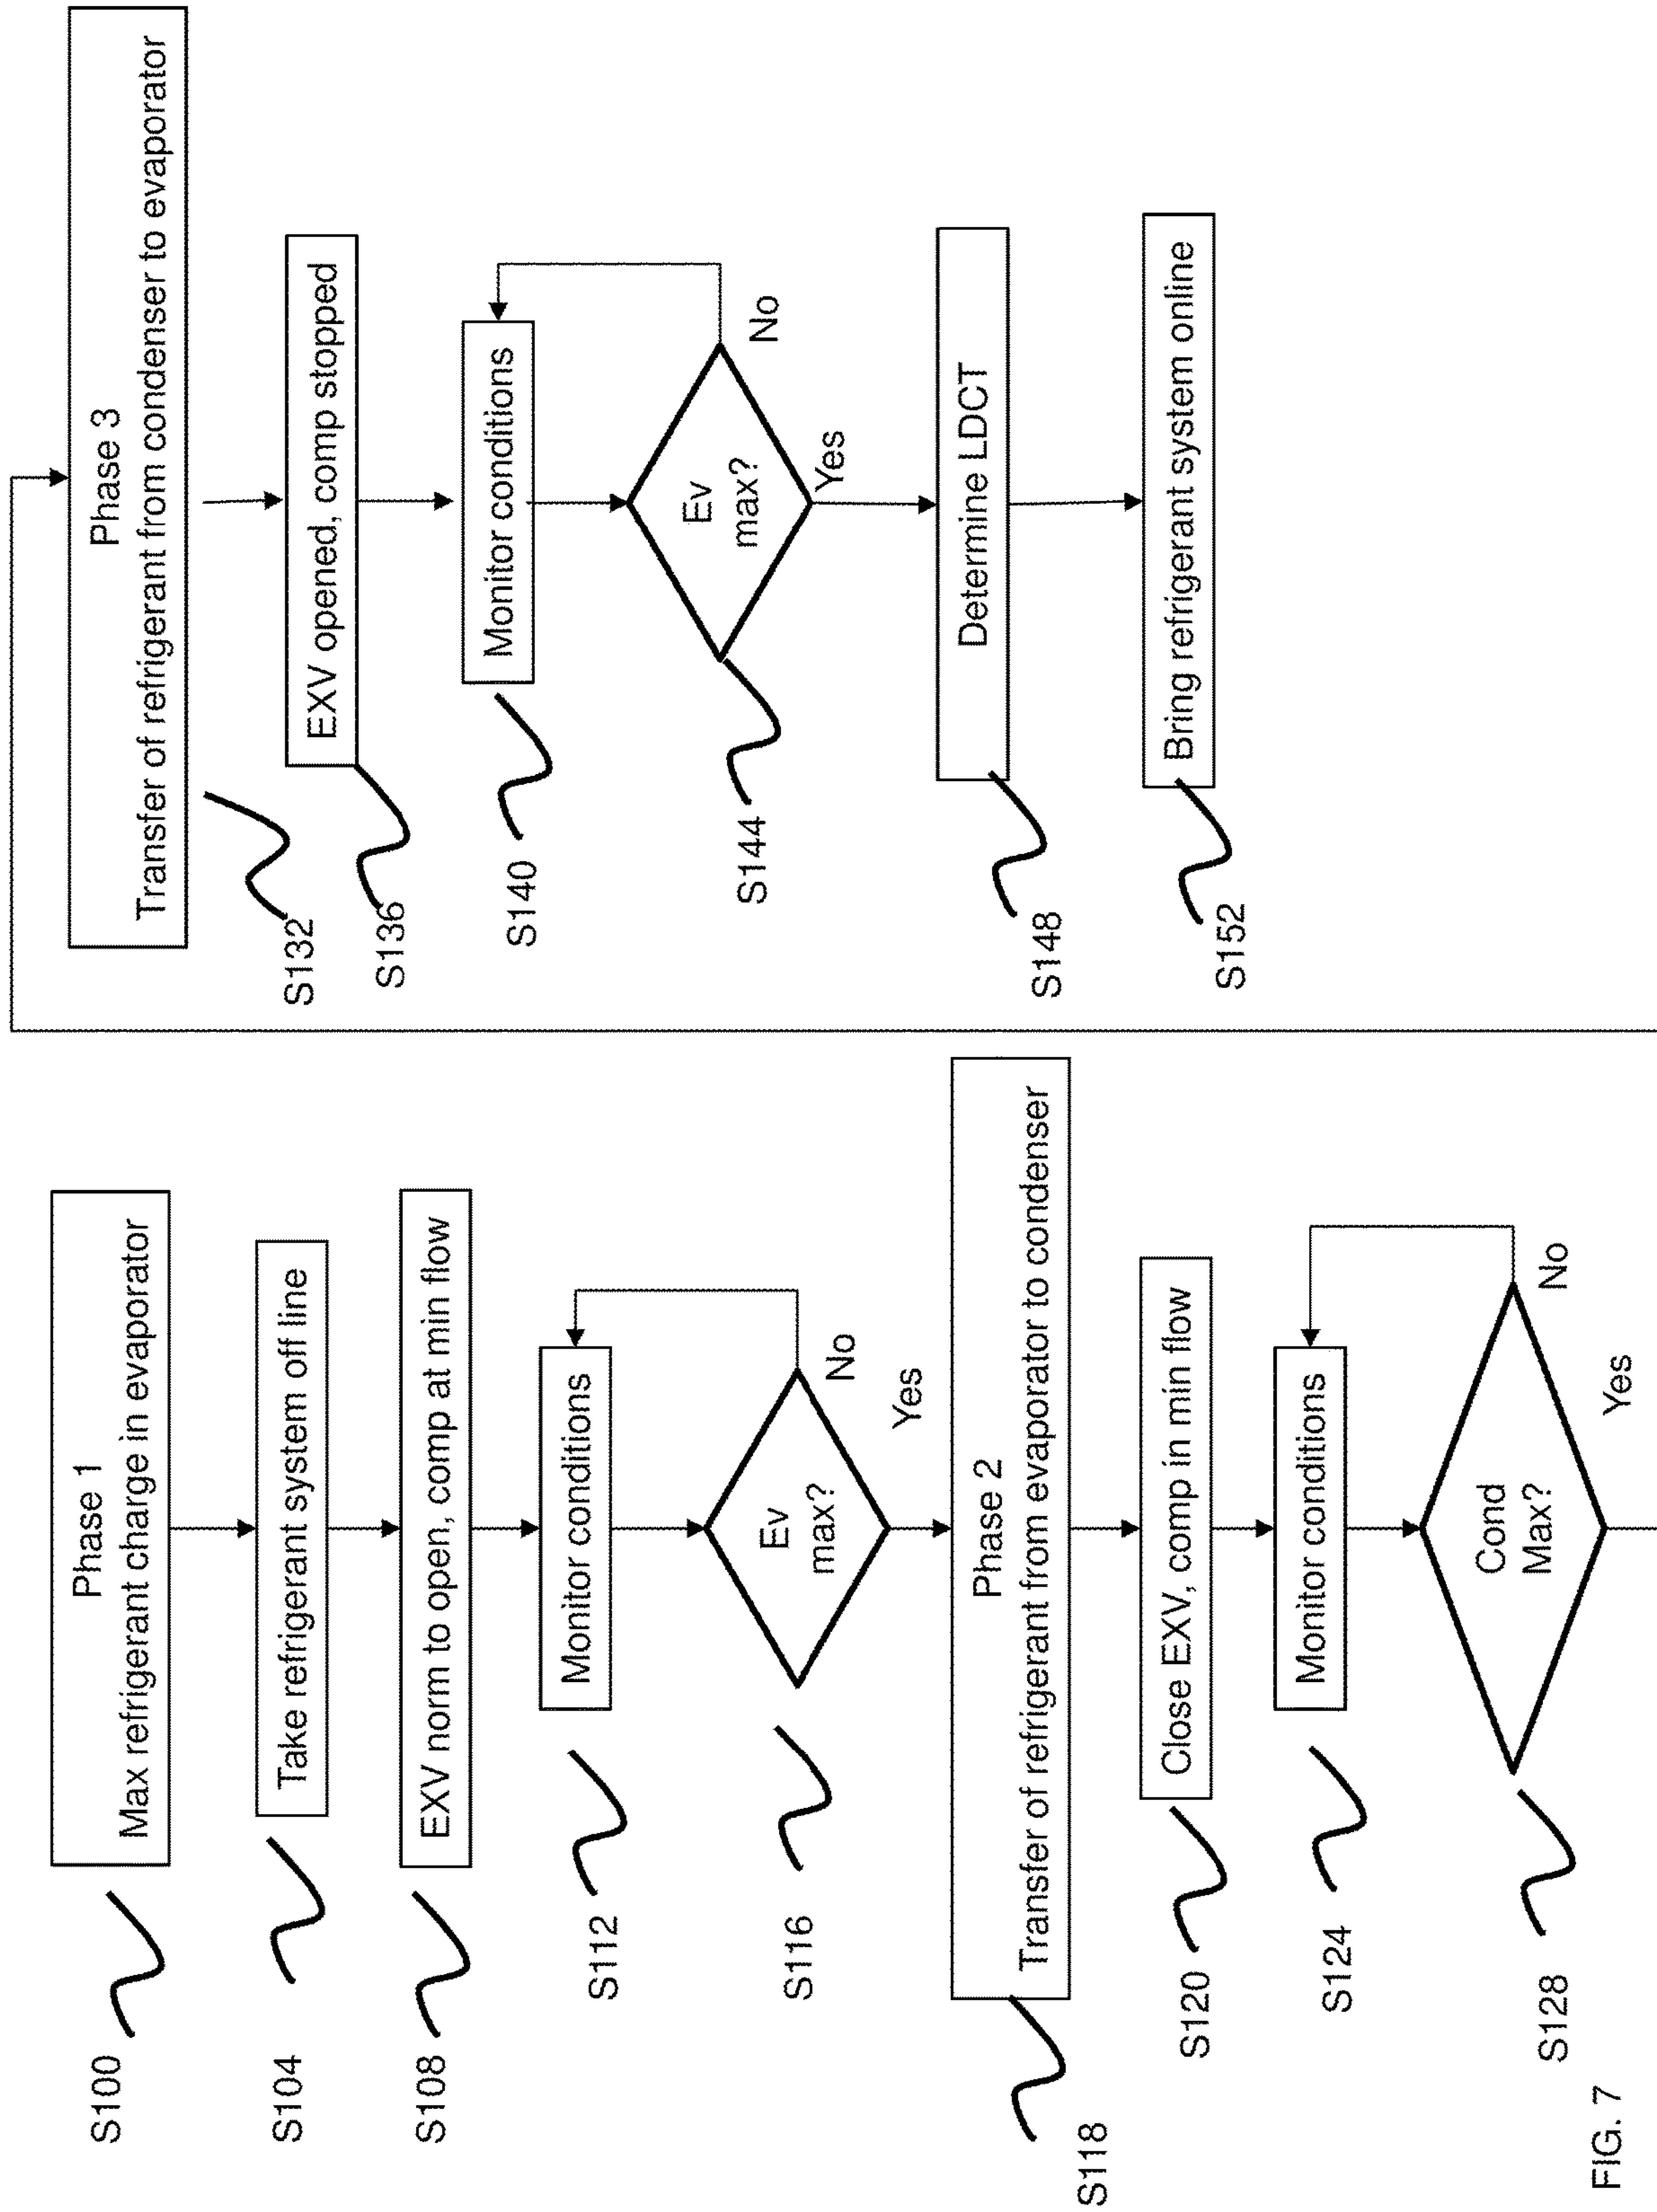 S100
Phase 1
Max refrigerant charge in evaporator
S104
Take refrigerant system off line
S108
EXV norm to open, comp at min flow
S112
Monitor conditions
S116
Ev
max?
No
Yes
S118
Phase 2
Transfer of refrigerant from evaporator to condenser
S120
Close EXV, comp in min flow
S124
Monitor conditions
S128
Cond
Max?
No
Yes
Phase 3
Transfer of refrigerant from condenser to evaporator
S132
EXV opened, comp stopped
S136
Monitor conditions
S140
Ev
max?
No
Yes
S144
Determine LDCT
S148
Bring refrigerant system online
S152
FIG. 7